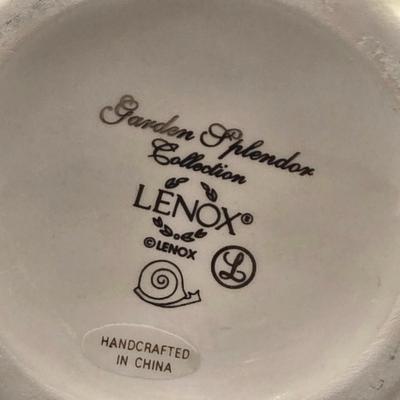 Garden Splendor
Collection
LENOX®
©LENOX
L
HANDCRAFTED
IN CHINA